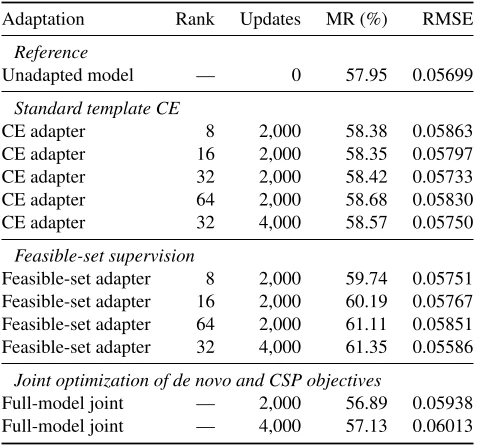 Adaptation Rank Updates MR (%) RMSE
Reference
Unadapted model — 0 57.95 0.05699
Standard template CE
CE adapter 8 2,000 58.38 0.05863
CE adapter 16 2,000 58.35 0.05797
CE adapter 32 2,000 58.42 0.05733
CE adapter 64 2,000 58.68 0.05830
CE adapter 32 4,000 58.57 0.05750
Feasible-set supervision
Feasible-set adapter 8 2,000 59.74 0.05751
Feasible-set adapter 16 2,000 60.19 0.05767
Feasible-set adapter 64 2,000 61.11 0.05851
Feasible-set adapter 32 4,000 61.35 0.05586
Joint optimization of de novo and CSP objectives
Full-model joint — 2,000 56.89 0.05938
Full-model joint — 4,000 57.13 0.06013